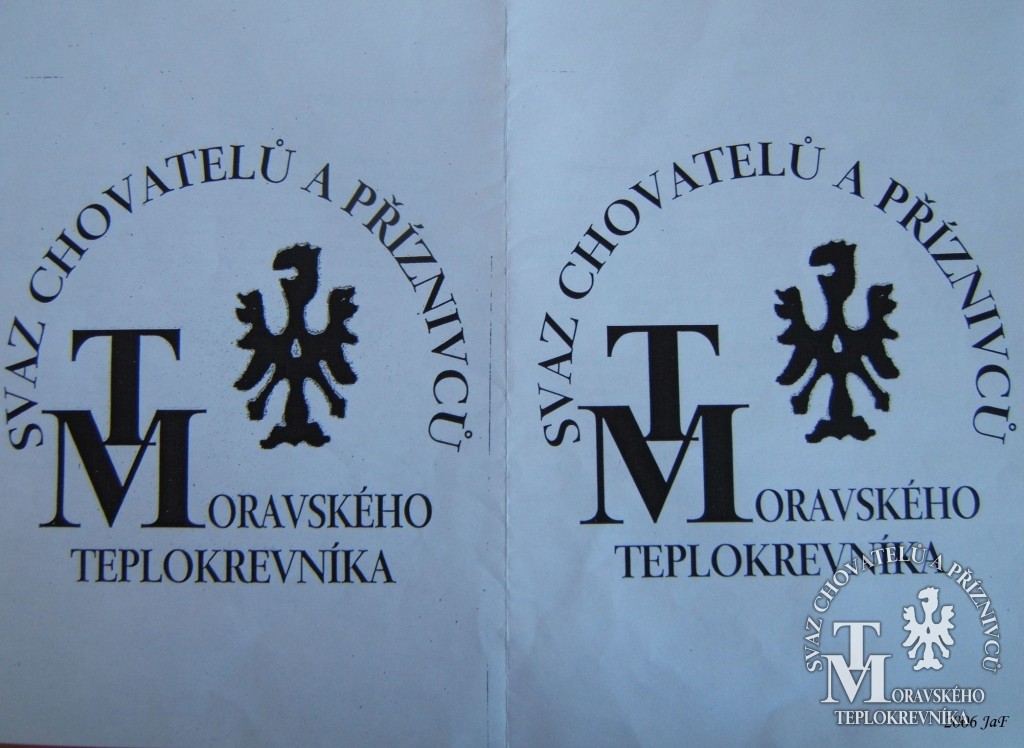 SVAZ CHOVATELŮ A PŘÍZNIVCŮ
TM
ORAVSKÉHO
TEPLOKREVNÍKA
SVAZ CHOVATELŮ A PŘÍZNIVCŮ
TM
ORAVSKÉHO
TEPLOKREVNÍKA
SVAZ CHOVATELŮ A PŘÍZNIVCŮ
TM
ORAVSKÉHO
TEPLOKREVNÍKA
2006 JaF